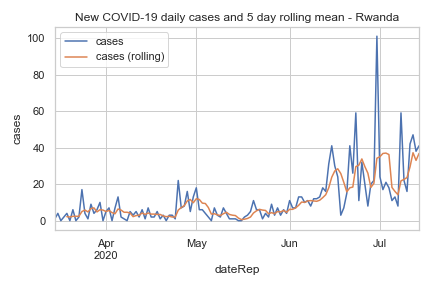 New COVID-19 daily cases and 5 day rolling mean - Rwanda
cases
cases (rolling)
100
80
60
40
20
0
cases
Apr
2020
May
Jun
Jul
dateRep